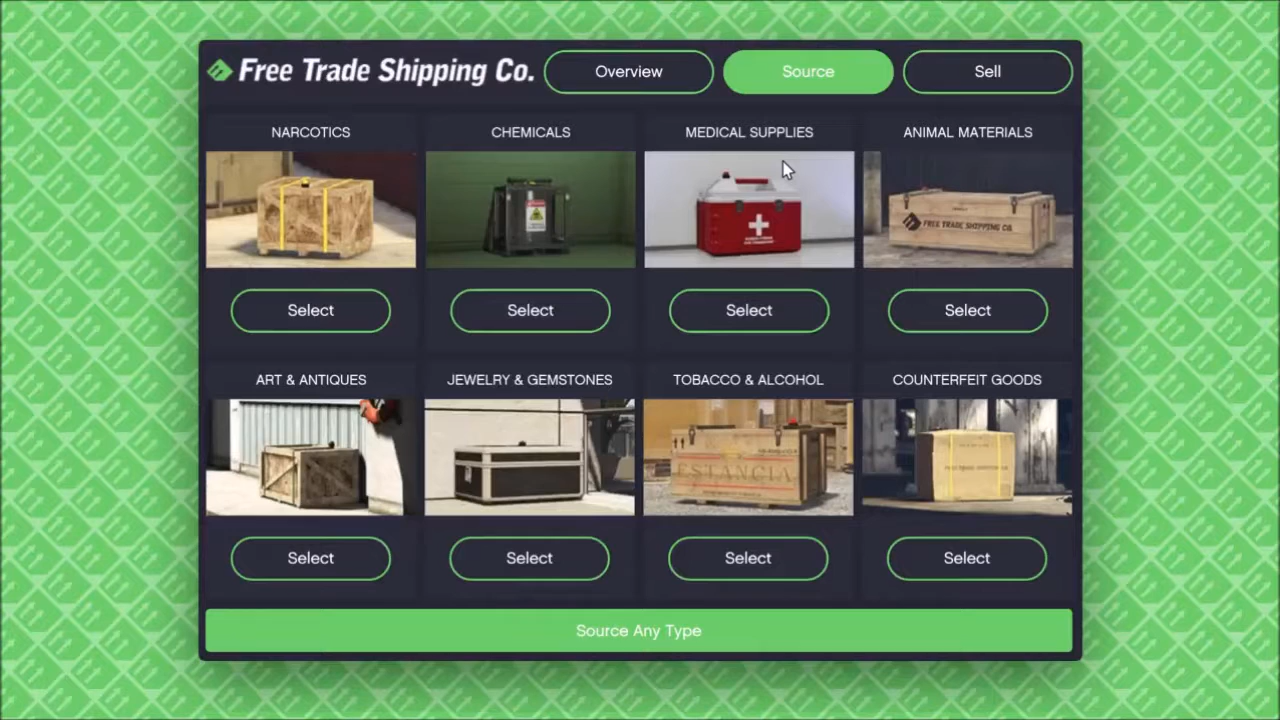 Free Trade Shipping Co.
Overview
Source
Sell
NARCOTICS
CHEMICALS
MEDICAL SUPPLIES
ANIMAL MATERIALS
FREE TRADE SHIPPING CO.
Select
Select
Select
Select
ART & ANTIQUES
JEWELRY & GEMSTONES
TOBACCO & ALCOHOL
COUNTERFEIT GOODS
ESTANCIA
Select
Select
Select
Select
Source Any Type